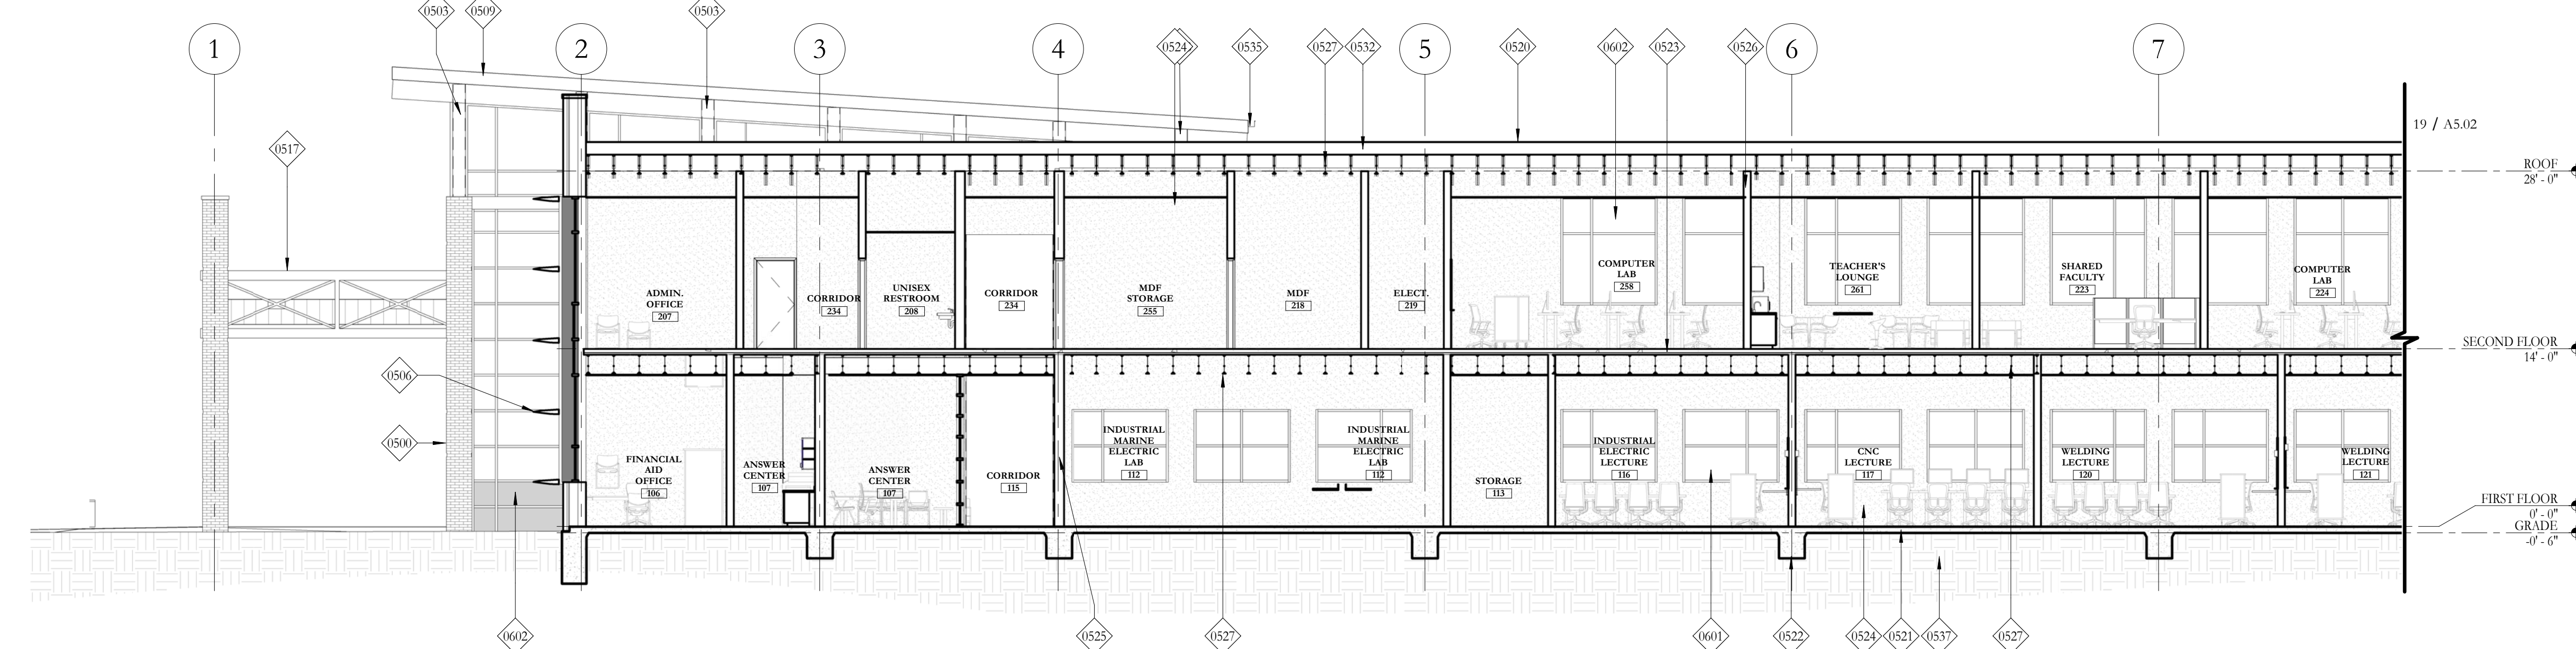 0503
0509
0503
1
2
3
4
0524
0535
0527
0532
5
0520
0602
0523
0526
6
7
19 / A5.02
0517
ROOF
28' - 0"
COMPUTER
LAB
258
TEACHER'S
LOUNGE
261
SHARED
FACULTY
223
COMPUTER
LAB
224
ADMIN.
OFFICE
207
CORRIDOR
234
UNISEX
RESTROOM
208
CORRIDOR
234
MDF
STORAGE
255
MDF
218
ELECT.
219
SECOND FLOOR
14' - 0"
0506
0500
FINANCIAL
AID
OFFICE
106
ANSWER
CENTER
107
ANSWER
CENTER
107
CORRIDOR
115
INDUSTRIAL
MARINE
ELECTRIC
LAB
112
INDUSTRIAL
MARINE
ELECTRIC
LAB
112
STORAGE
113
INDUSTRIAL
ELECTRIC
LECTURE
116
CNC
LECTURE
117
WELDING
LECTURE
120
WELDING
LECTURE
121
FIRST FLOOR
0' - 0"
GRADE
-0' - 6"
0602
0525
0527
0601
0522
0524
0521
0537
0527